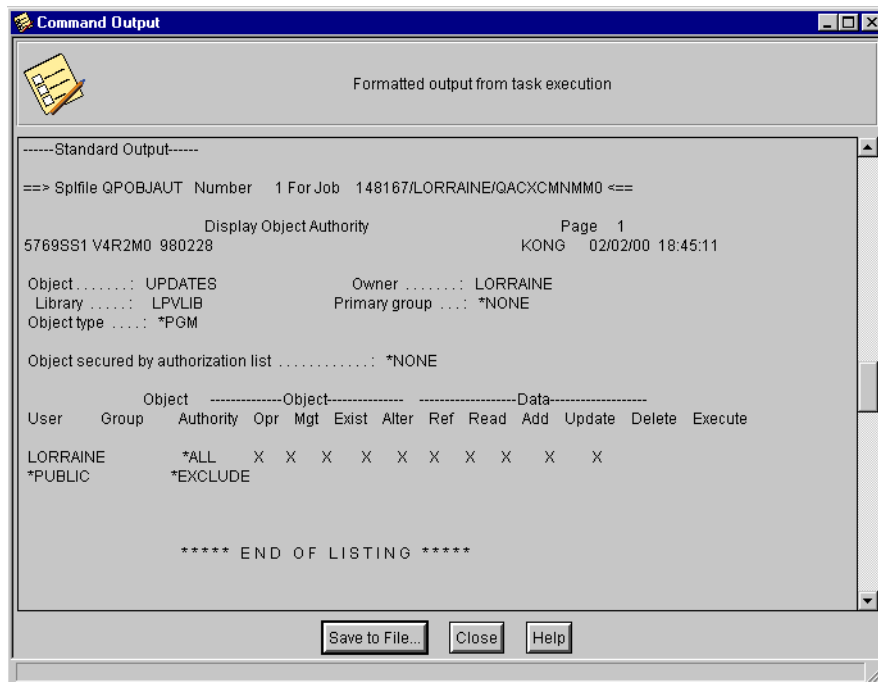 Command Output
Formatted output from task execution
------Standard Output------
==> Splfile QPOBJAUT Number 1 For Job 148167/LORRAINE/QACXCMNMM0 <==
Display Object Authority Page 1
5769SS1 V4R2M0 980228 KONG 02/02/00 18:45:11
Object . . . . . . . : UPDATES Owner . . . . . . . : LORRAINE
Library . . . . . : LPVLIB Primary group . . . : *NONE
Object type . . . . : *PGM
Object secured by authorization list . . . . . . . . . . . . : *NONE
Object --------------Object--------------- -------------------Data-------------------
User Group Authority Opr Mgt Exist Alter Ref Read Add Update Delete Execute
LORRAINE *ALL X X X X X X X X X X
*PUBLIC *EXCLUDE
* * * * * E N D O F L I S T I N G * * * * *
Save to File... Close Help